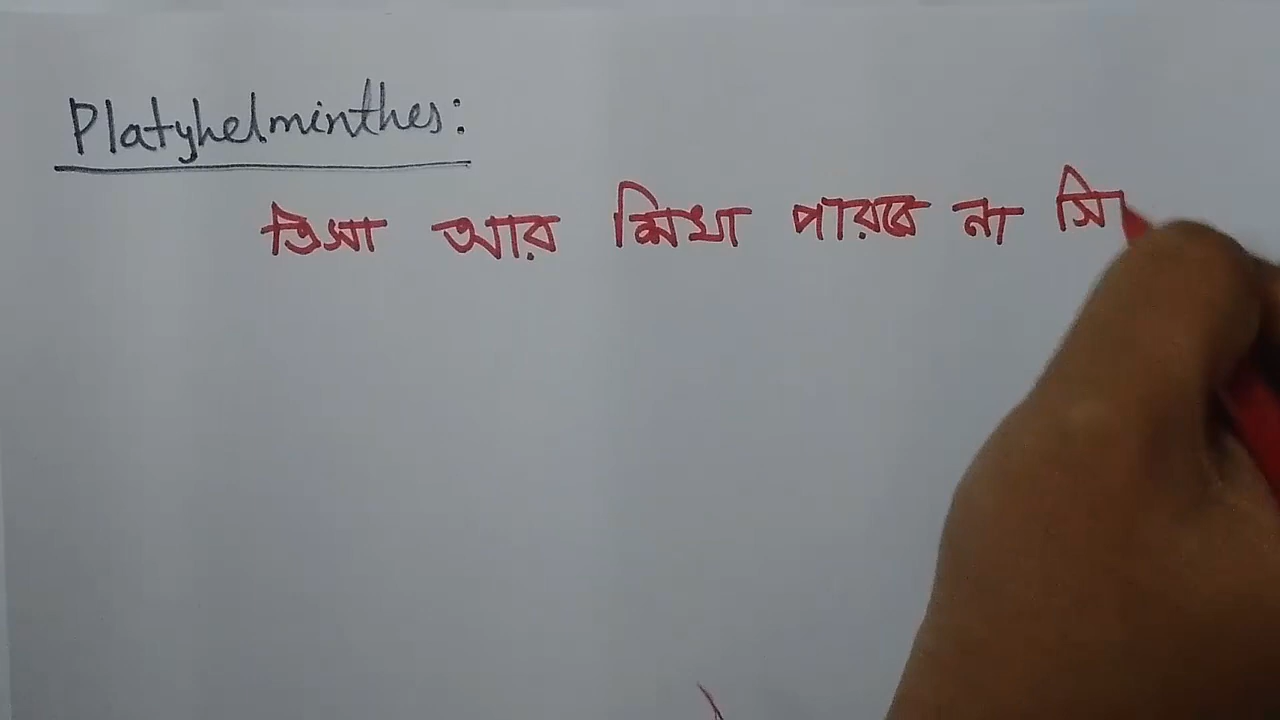 Platyhelminthes:
তিসা আর মিথা পারবে না সি